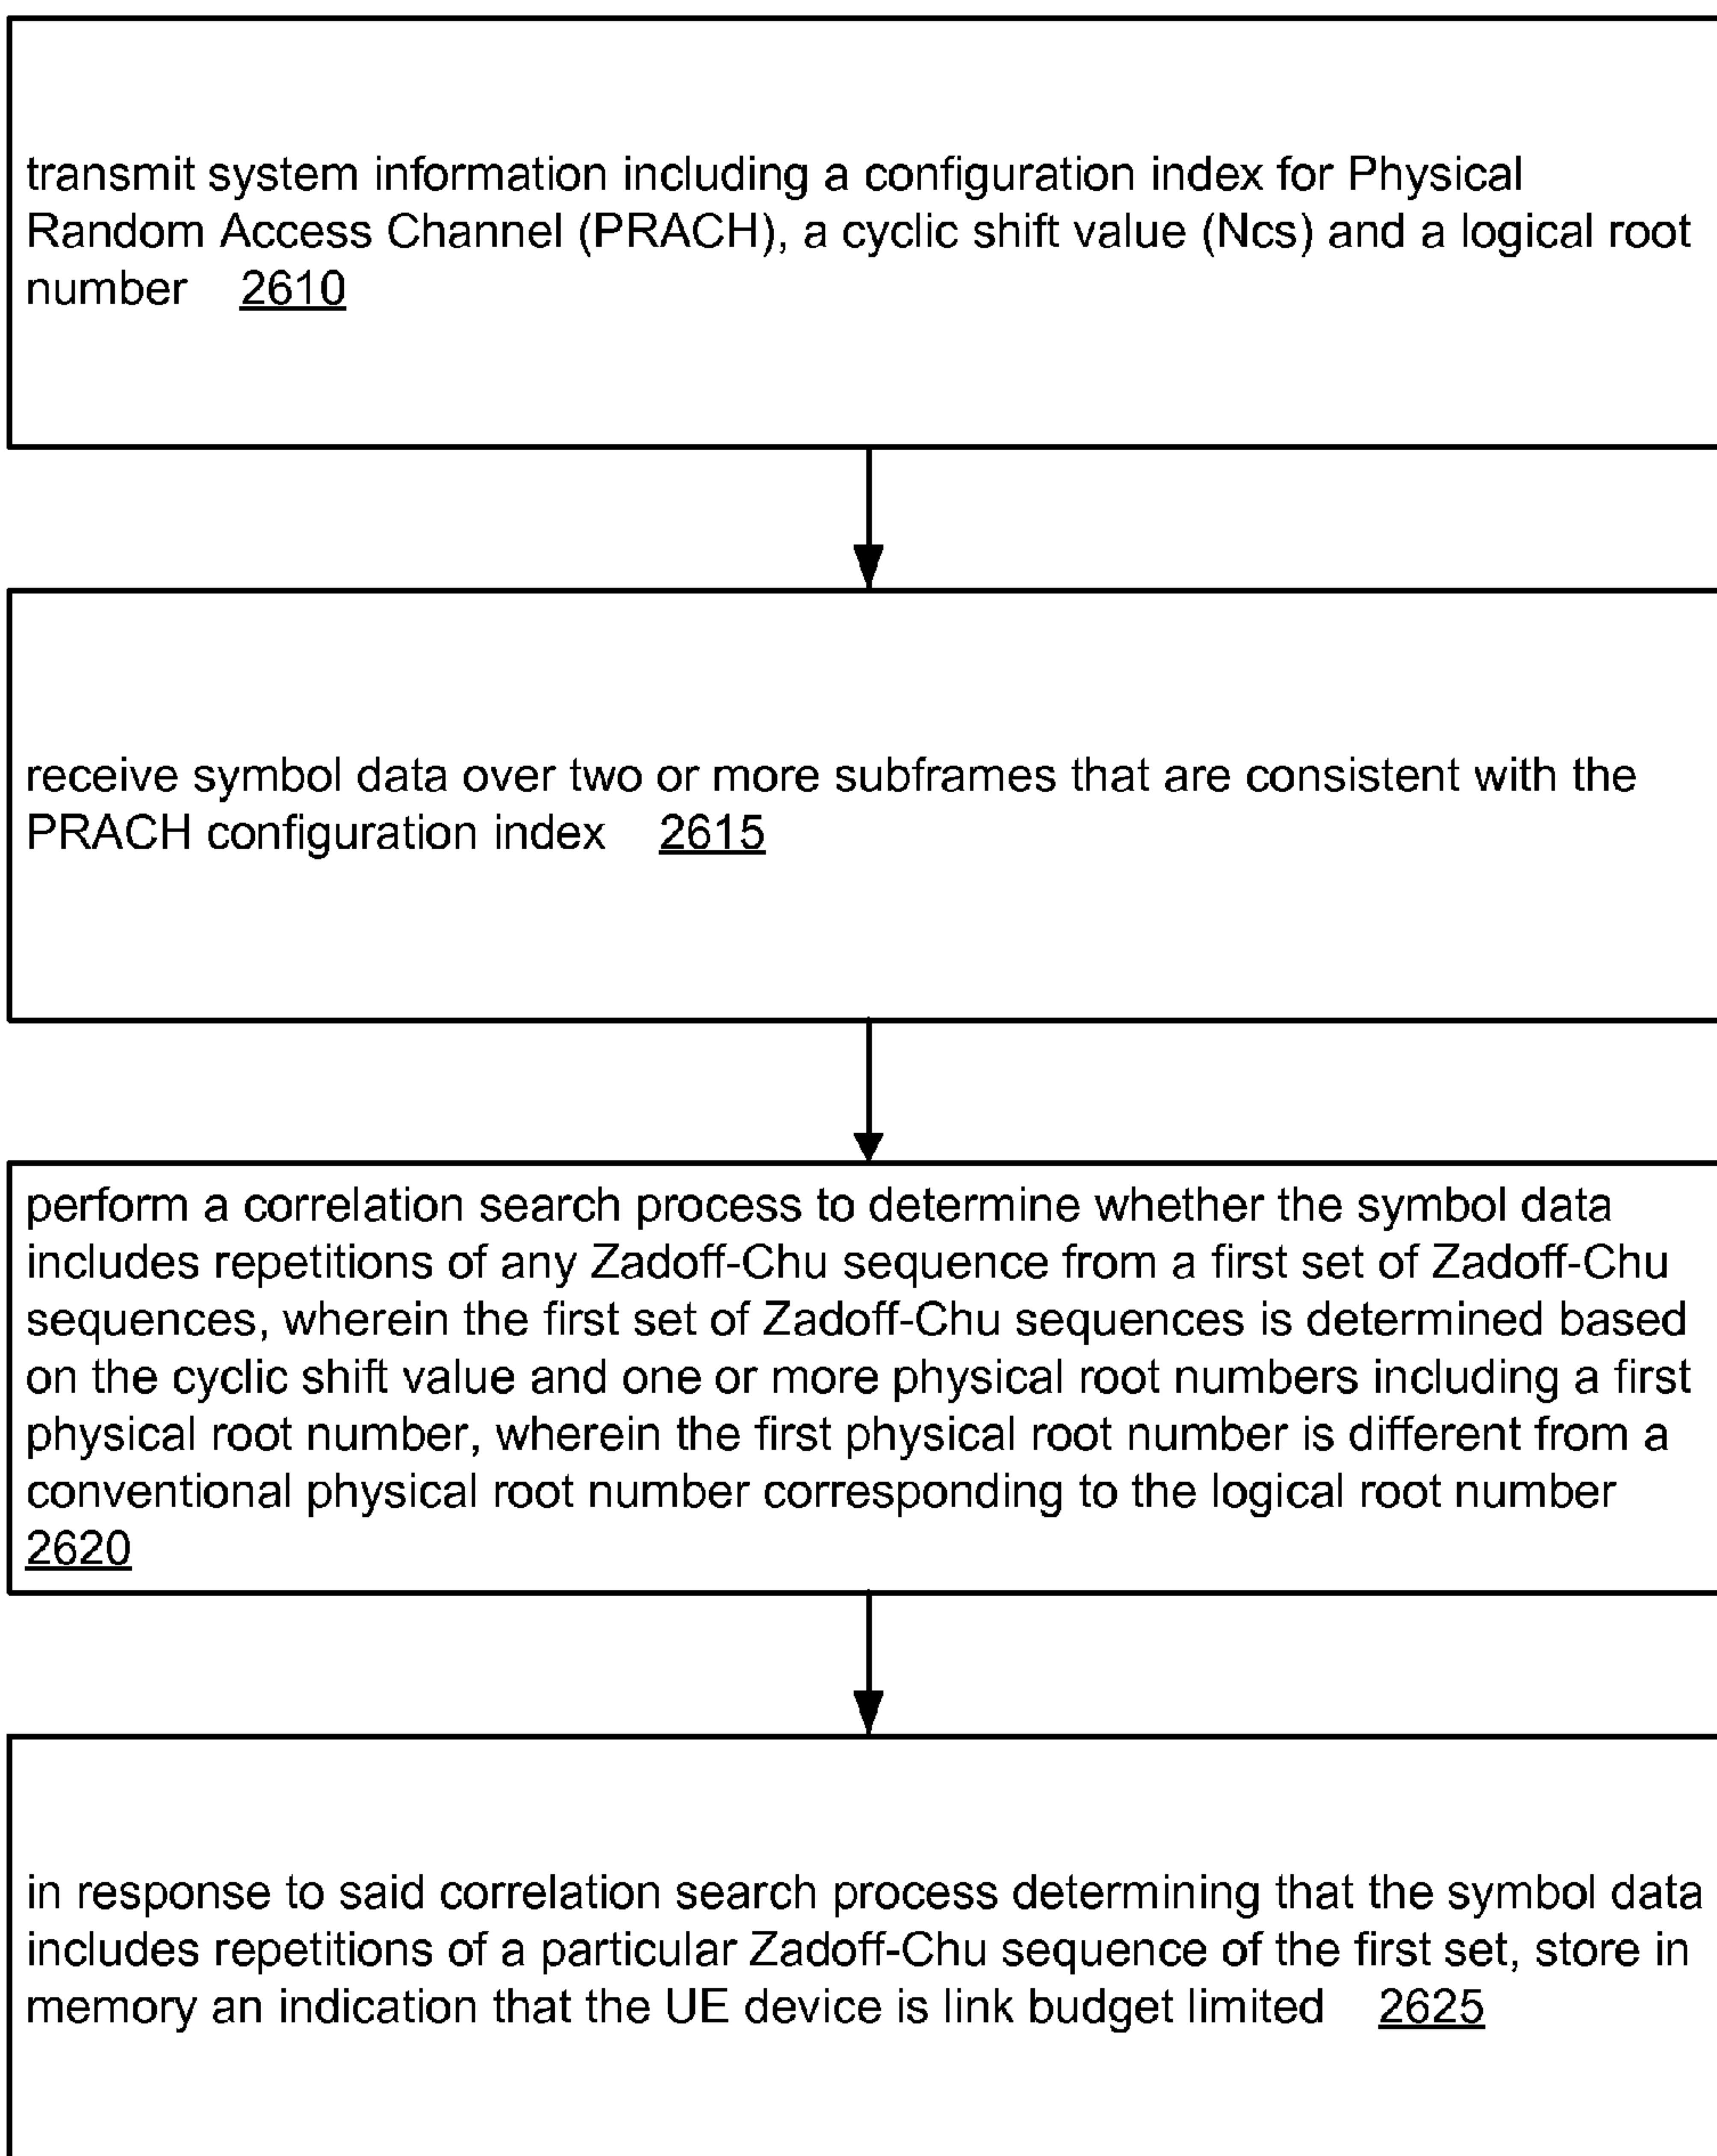 transmit system information including a configuration index for Physical
Random Access Channel (PRACH), a cyclic shift value (Ncs) and a logical root
number 2610
receive symbol data over two or more subframes that are consistent with the
PRACH configuration index 2615
perform a correlation search process to determine whether the symbol data
includes repetitions of any Zadoff-Chu sequence from a first set of Zadoff-Chu
sequences, wherein the first set of Zadoff-Chu sequences is determined based
on the cyclic shift value and one or more physical root numbers including a first
physical root number, wherein the first physical root number is different from a
conventional physical root number corresponding to the logical root number
2620
in response to said correlation search process determining that the symbol data
includes repetitions of a particular Zadoff-Chu sequence of the first set, store in
memory an indication that the UE device is link budget limited 2625